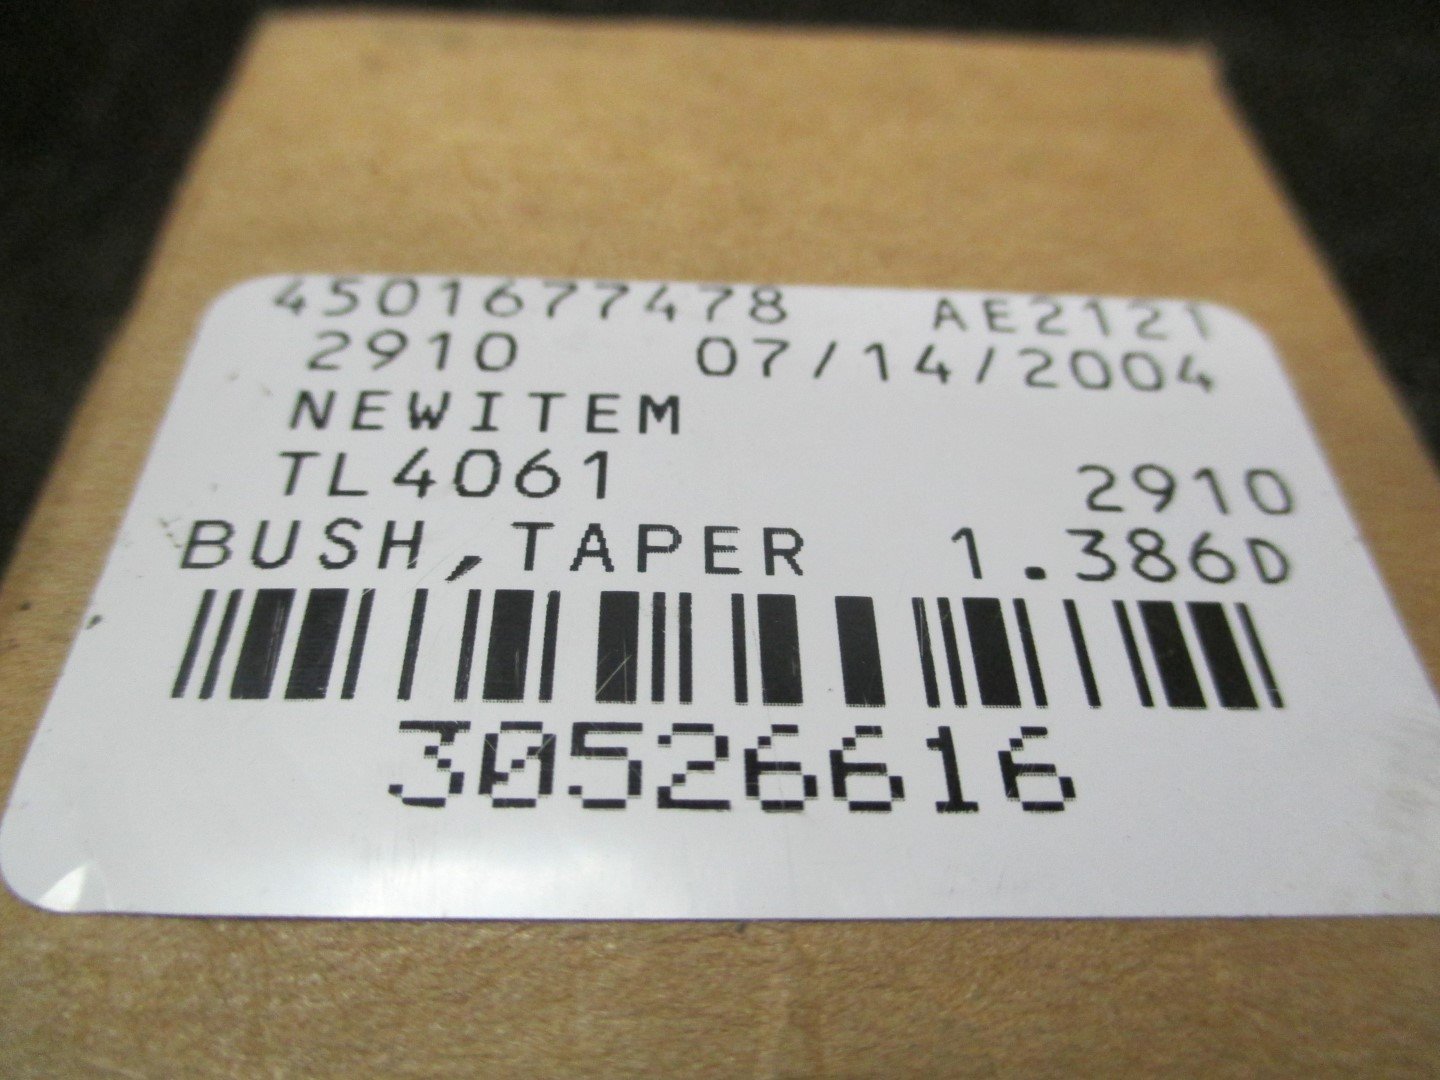 4501677478 AE2121
2910 07/14/2004
NEWITEM
TL4061 2910
BUSH,TAPER 1.386D
30526616